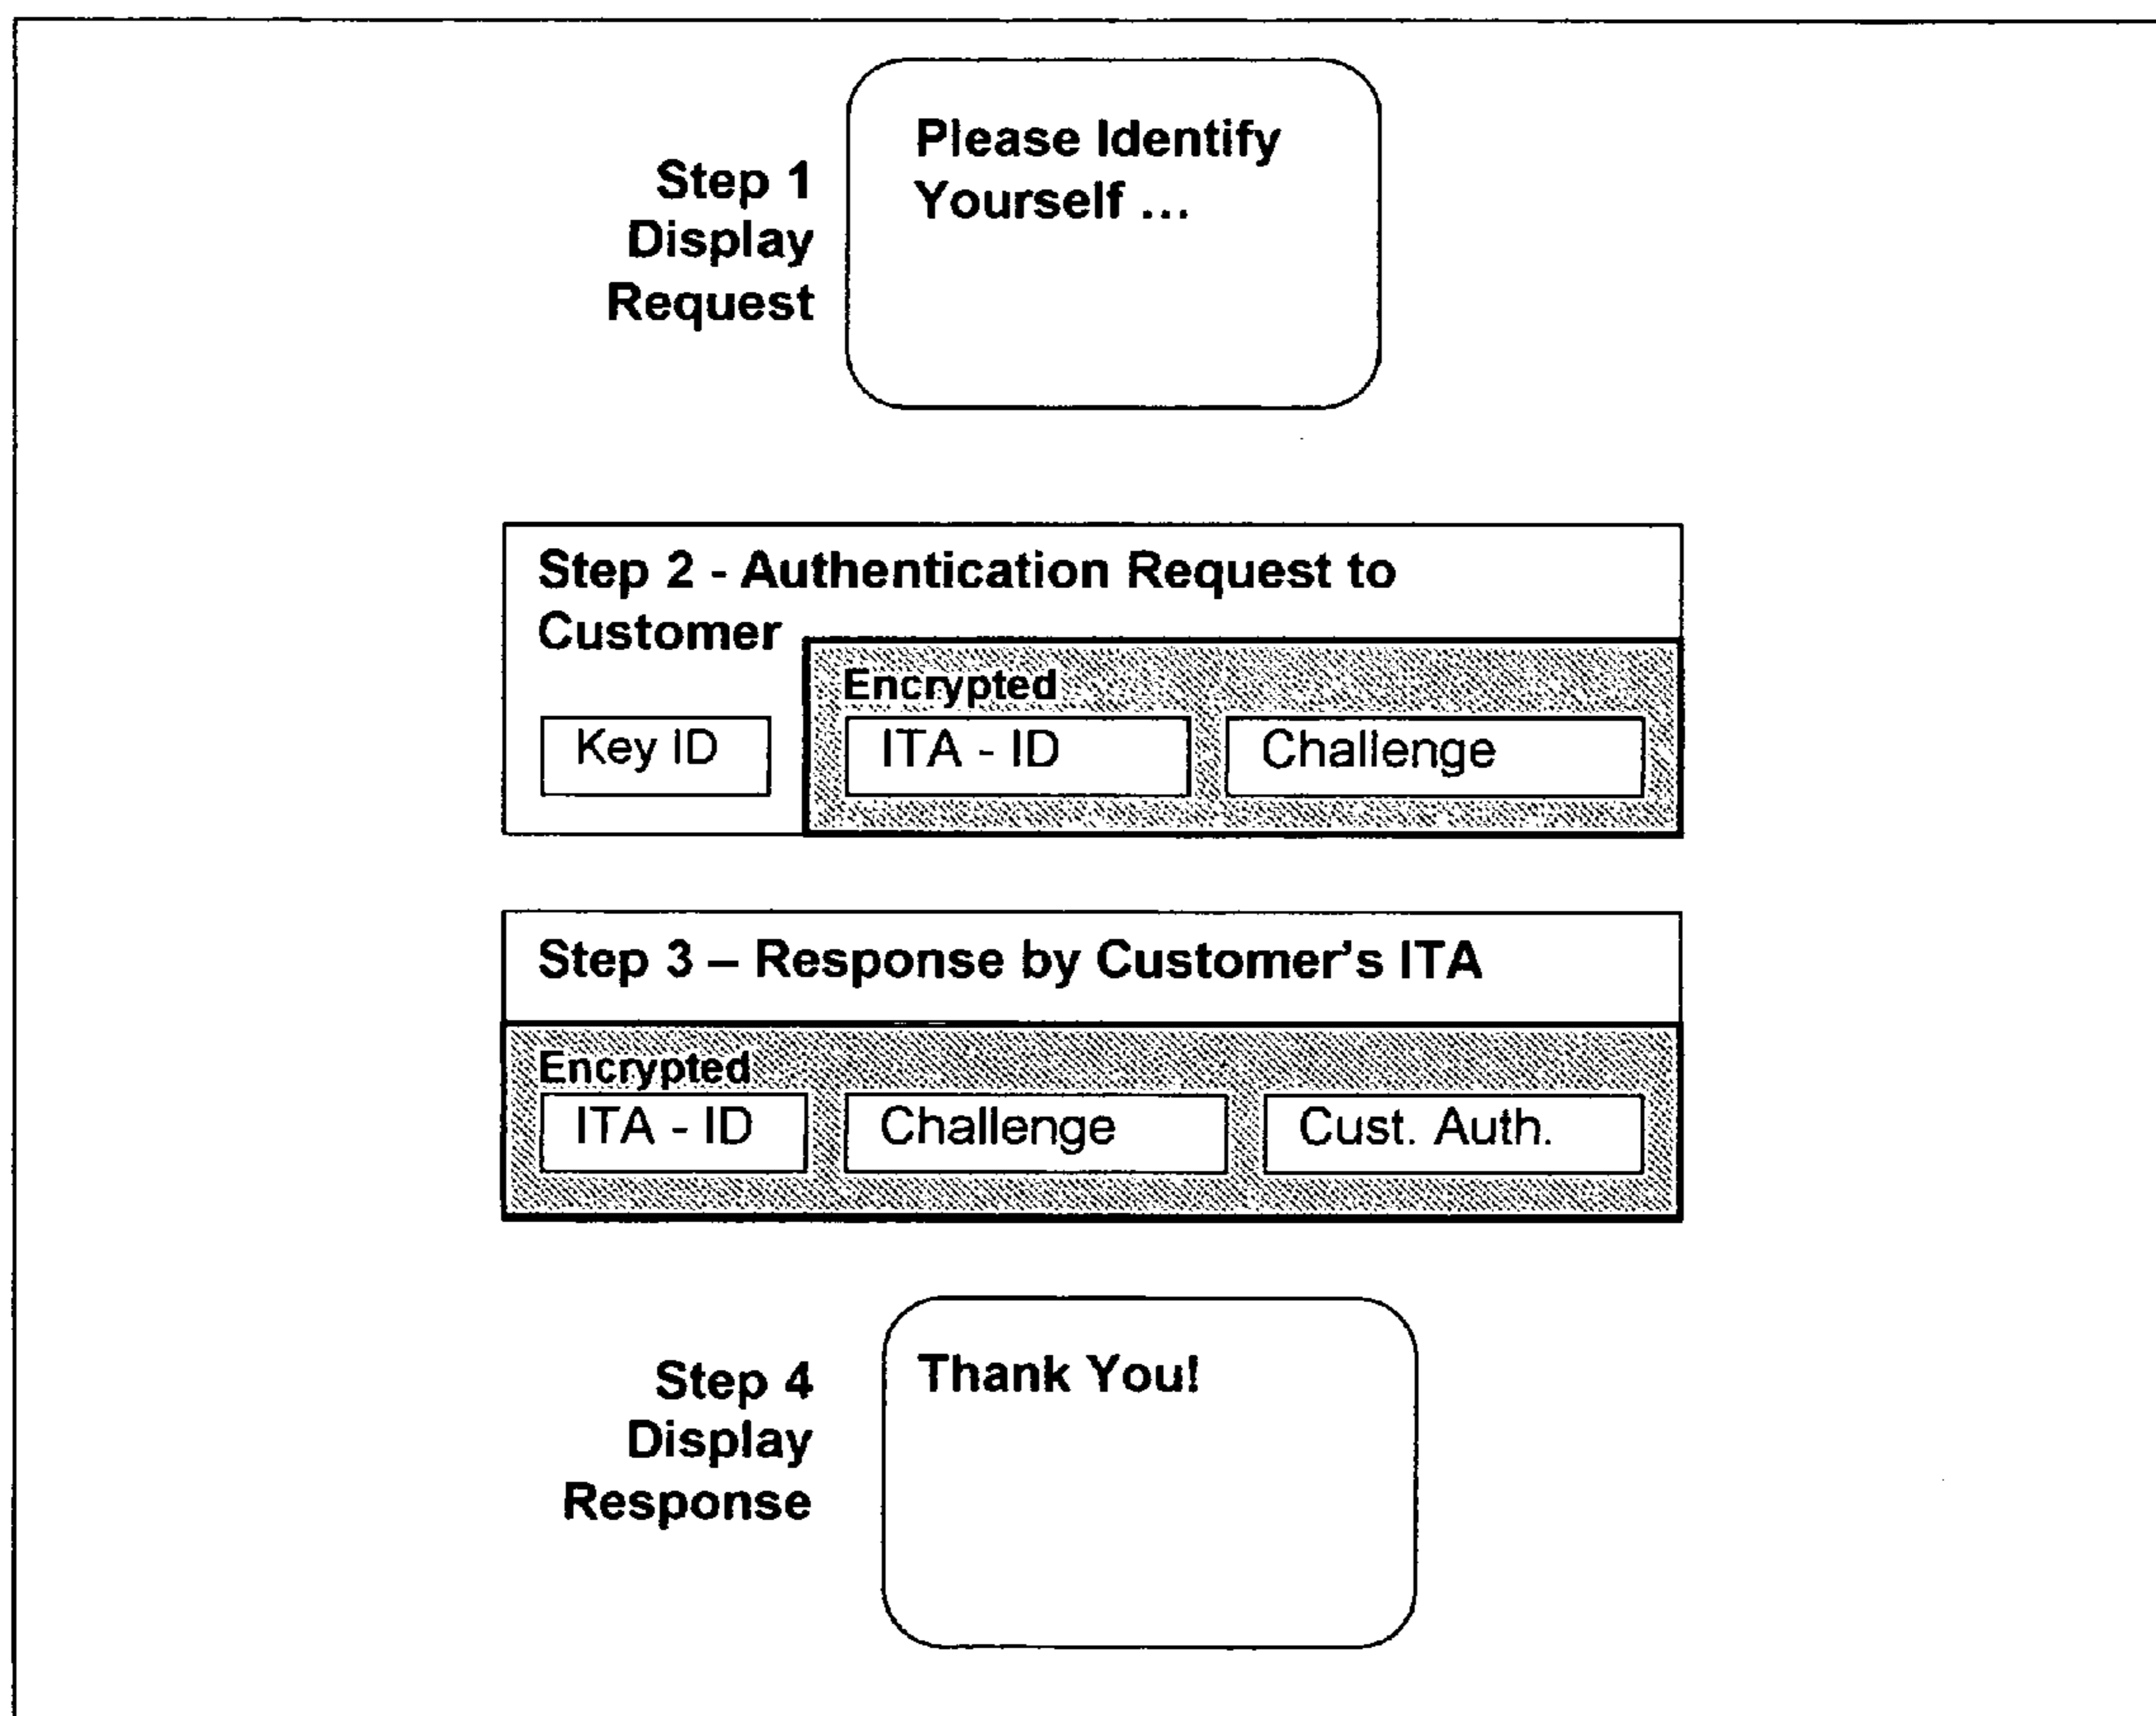 Step 1
Display
Request
Please Identify
Yourself ...
Step 2 - Authentication Request to
Customer
Encrypted
Key ID
ITA - ID
Challenge
Step 3 – Response by Customer's ITA
Encrypted
ITA - ID
Challenge
Cust. Auth.
Step 4
Display
Response
Thank You!